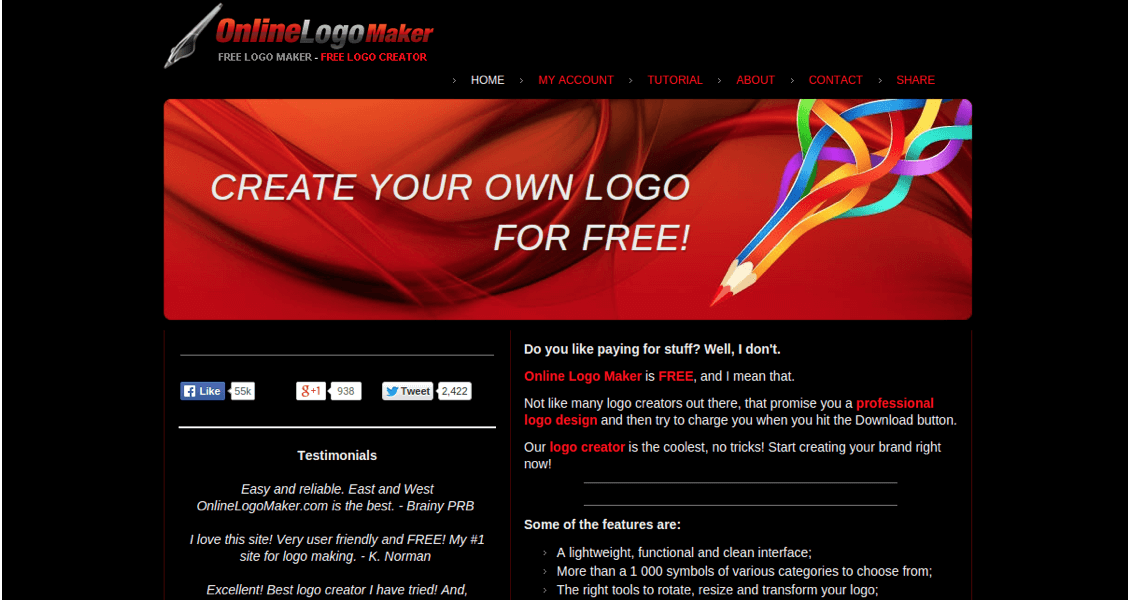 OnlineLogoMaker
FREE LOGO MAKER - FREE LOGO CREATOR
HOME
MY ACCOUNT
TUTORIAL
ABOUT
CONTACT
SHARE
CREATE YOUR OWN LOGO
FOR FREE!
Like 55k
g+1 938
Tweet 2,422
Testimonials
Easy and reliable. East and West
OnlineLogoMaker.com is the best. - Brainy PRB
I love this site! Very user friendly and FREE! My #1
site for logo making. - K. Norman
Excellent! Best logo creator I have tried! And,
Do you like paying for stuff? Well, I don't.
Online Logo Maker is FREE, and I mean that.
Not like many logo creators out there, that promise you a professional
logo design and then try to charge you when you hit the Download button.
Our logo creator is the coolest, no tricks! Start creating your brand right
now!
Some of the features are:
A lightweight, functional and clean interface;
More than a 1 000 symbols of various categories to choose from;
The right tools to rotate, resize and transform your logo;